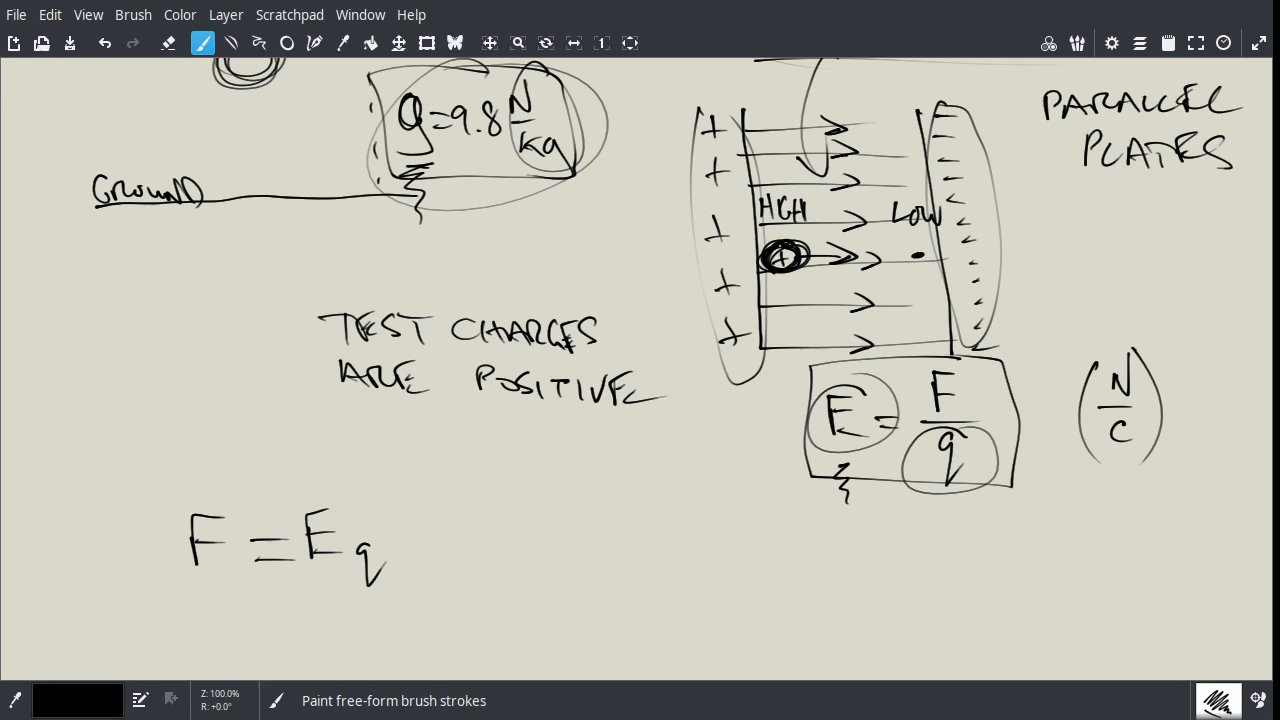 File Edit View Brush Color Layer Scratchpad Window Help
1
g = 9.8 N/kg
GROUND
PARALLEL
PLATES
+
+
+
+
+
HIGH
LOW
+
TEST CHARGES
ARE POSITIVE
E = F/q
(N/C)
F = Eq
Z: 100.0%
R: +0.0°
Paint free-form brush strokes